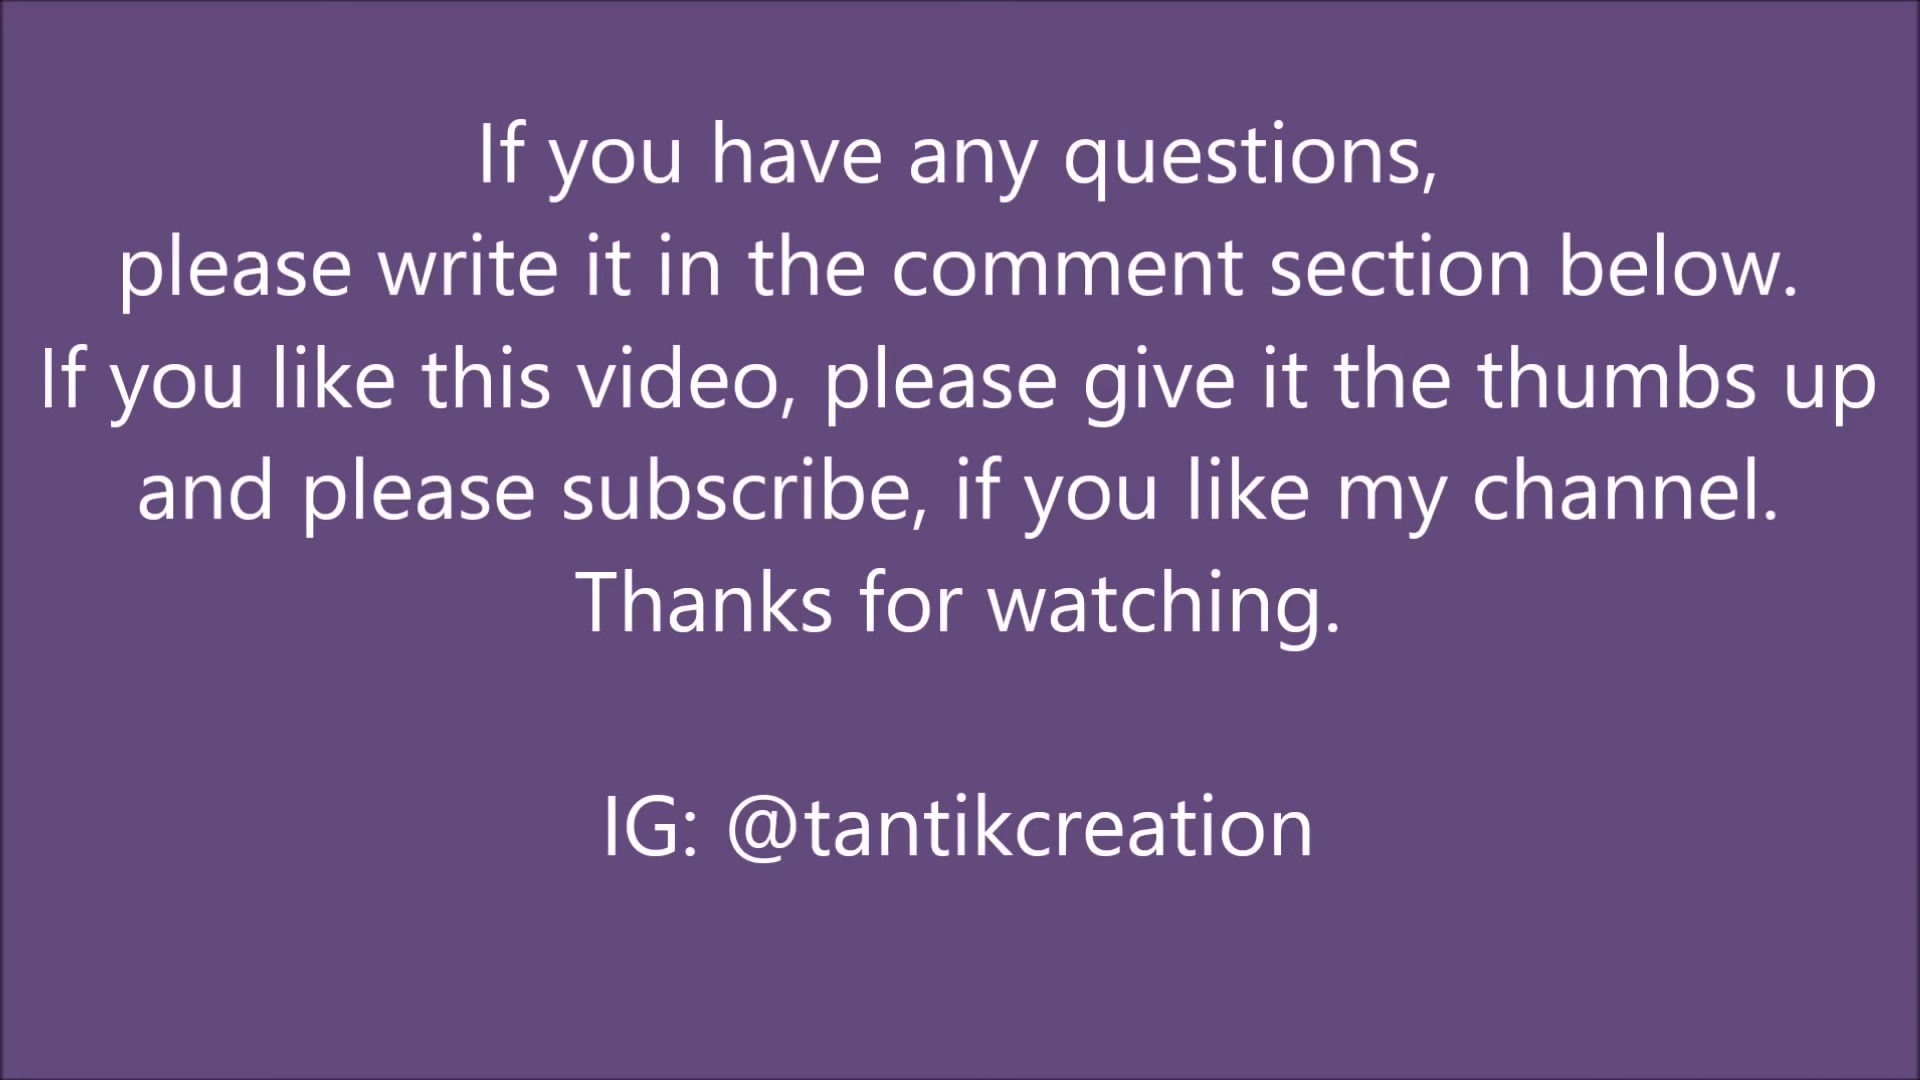 If you have any questions,
please write it in the comment section below.
If you like this video, please give it the thumbs up
and please subscribe, if you like my channel.
Thanks for watching.
IG: @tantikcreation